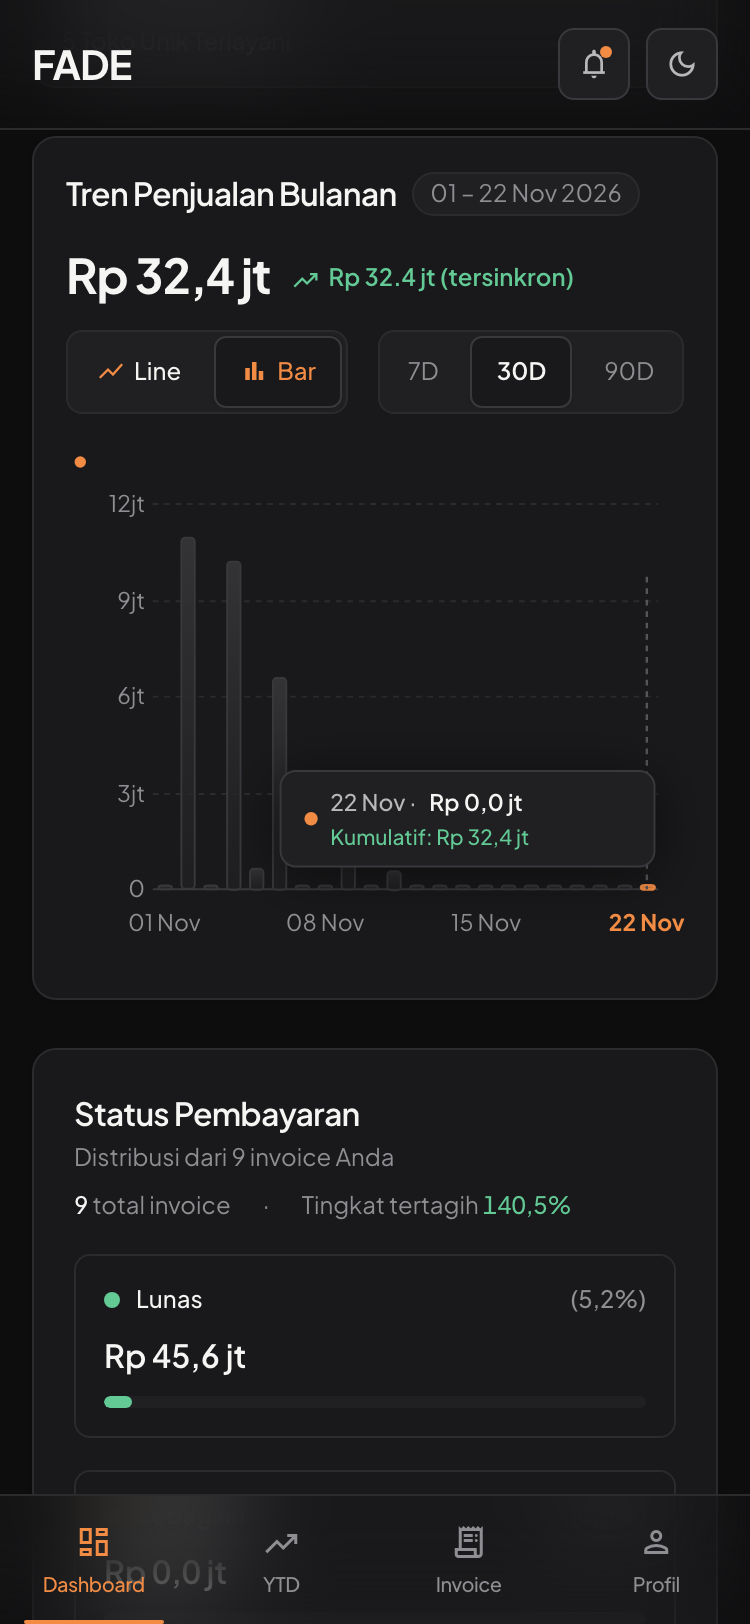 Toko Unik Terlayani
FADE
Tren Penjualan Bulanan 01 – 22 Nov 2026
Rp 32,4 jt Rp 32.4 jt (tersinkron)
Line Bar 7D 30D 90D
12jt
9jt
6jt
3jt
22 Nov · Rp 0,0 jt
Kumulatif: Rp 32,4 jt
0
01 Nov 08 Nov 15 Nov 22 Nov
Status Pembayaran
Distribusi dari 9 invoice Anda
9 total invoice · Tingkat tertagih 140,5%
Lunas (5,2%)
Rp 45,6 jt
Rp 0,0 jt
Dashboard YTD Invoice Profil